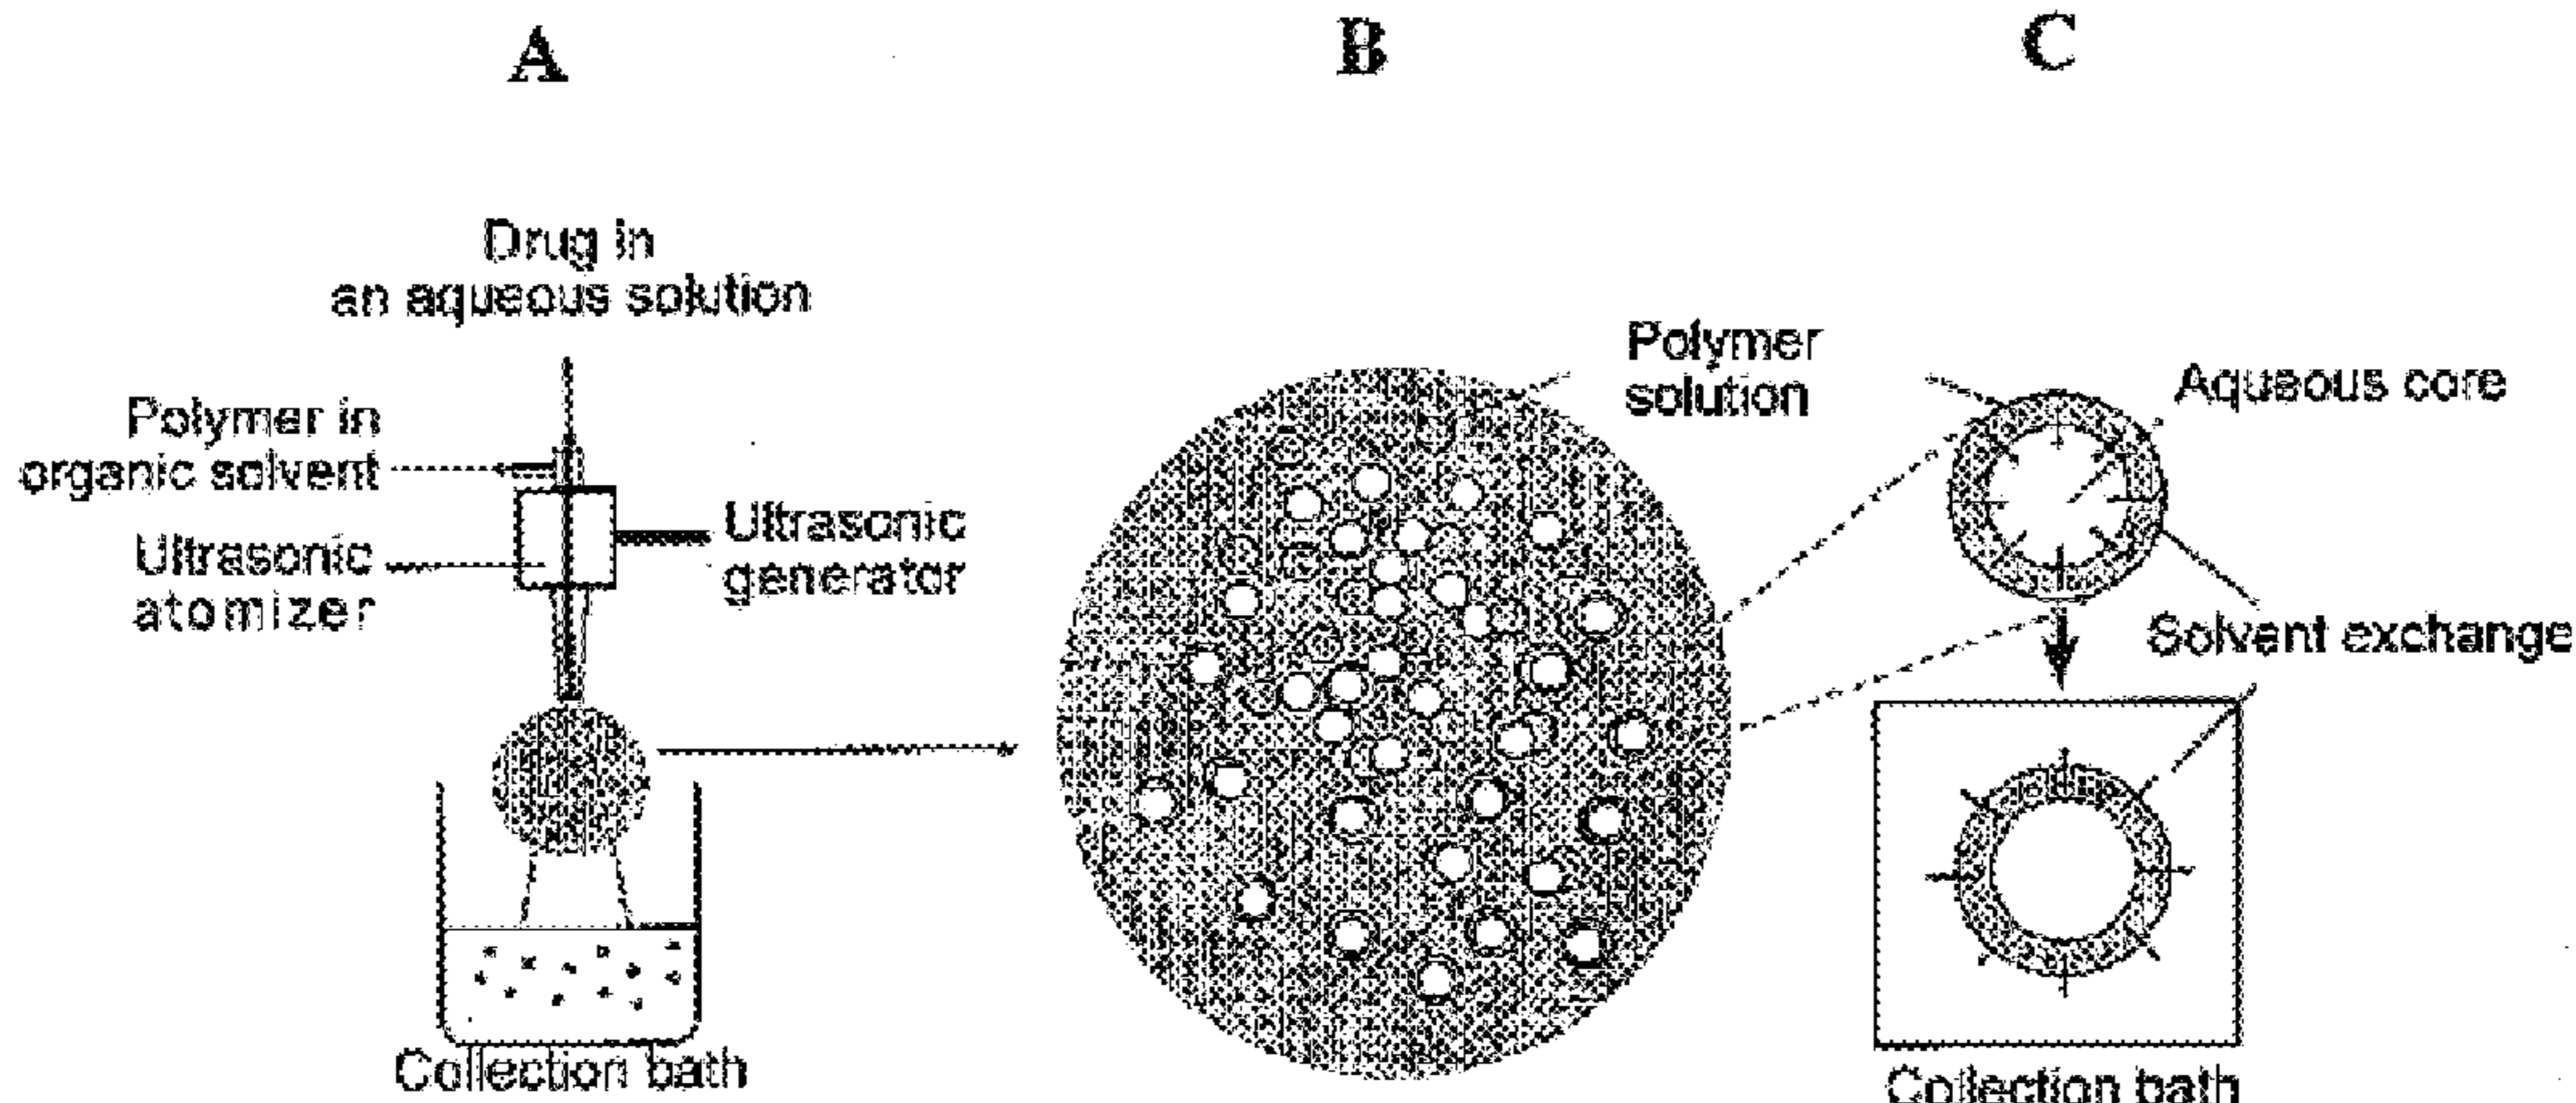 A
B
C
Drug in
an aqueous solution
Polymer in
organic solvent
Ultrasonic
atomizer
Ultrasonic
generator
Collection bath
Polymer
solution
Aqueous core
Solvent exchange
Collection bath